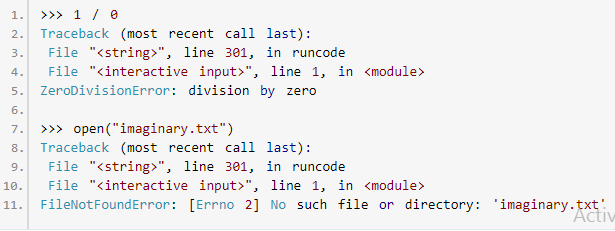 1. >>> 1 / 0
2. Traceback (most recent call last):
3.  File "<string>", line 301, in runcode
4.  File "<interactive input>", line 1, in <module>
5. ZeroDivisionError: division by zero
6.
7. >>> open("imaginary.txt")
8. Traceback (most recent call last):
9.  File "<string>", line 301, in runcode
10.  File "<interactive input>", line 1, in <module>
11. FileNotFoundError: [Errno 2] No such file or directory: 'imaginary.txt'